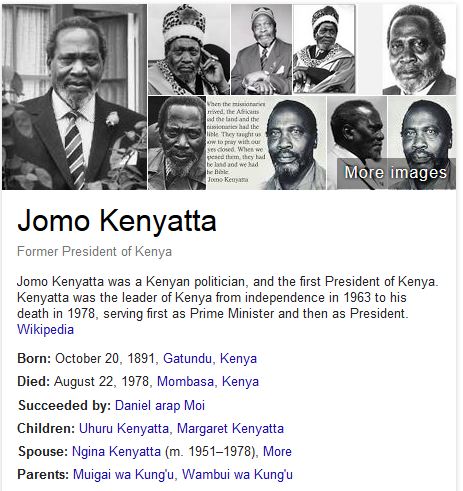 When the missionaries
rrived, the Africans
ad the land and the
missionaries had the
Bible. They taught us
ow to pray with our
yes closed. When we
opened them, they had
he land and we had
he Bible.
Jomo Kenyatta
More images
Jomo Kenyatta
Former President of Kenya
Jomo Kenyatta was a Kenyan politician, and the first President of Kenya.
Kenyatta was the leader of Kenya from independence in 1963 to his
death in 1978, serving first as Prime Minister and then as President.
Wikipedia
Born: October 20, 1891, Gatundu, Kenya
Died: August 22, 1978, Mombasa, Kenya
Succeeded by: Daniel arap Moi
Children: Uhuru Kenyatta, Margaret Kenyatta
Spouse: Ngina Kenyatta (m. 1951–1978), More
Parents: Muigai wa Kung'u, Wambui wa Kung'u